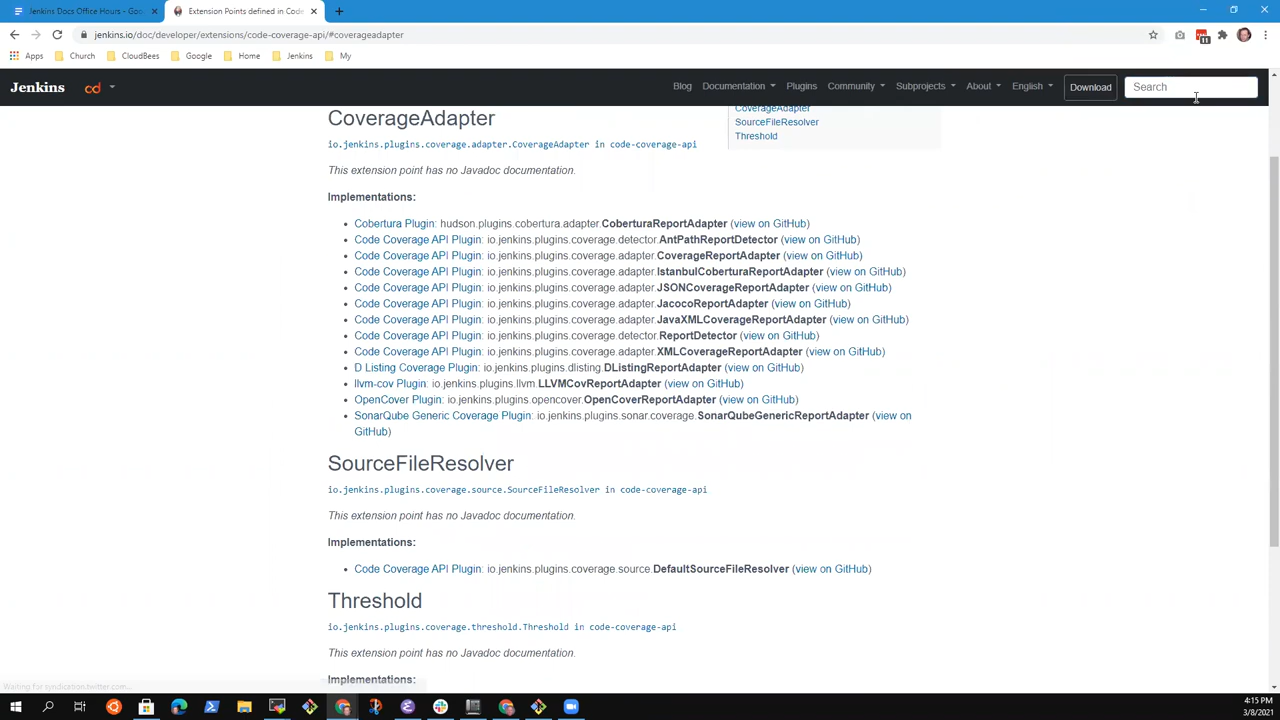 Jenkins Docs Office Hours - Goo
Extension Points defined in Code
jenkins.io/doc/developer/extensions/code-coverage-api/#coverageadapter
11
Apps
Church
CloudBees
Google
Home
Jenkins
My
Jenkins
cd
Blog
Documentation
Plugins
Community
Subprojects
About
English
Download
Search
CoverageAdapter
SourceFileResolver
Threshold
CoverageAdapter
io.jenkins.plugins.coverage.adapter.CoverageAdapter in code-coverage-api
This extension point has no Javadoc documentation.
Implementations:
Cobertura Plugin: hudson.plugins.cobertura.adapter.CoberturaReportAdapter (view on GitHub)
Code Coverage API Plugin: io.jenkins.plugins.coverage.detector.AntPathReportDetector (view on GitHub)
Code Coverage API Plugin: io.jenkins.plugins.coverage.adapter.CoverageReportAdapter (view on GitHub)
Code Coverage API Plugin: io.jenkins.plugins.coverage.adapter.IstanbulCoberturaReportAdapter (view on GitHub)
Code Coverage API Plugin: io.jenkins.plugins.coverage.adapter.JSONCoverageReportAdapter (view on GitHub)
Code Coverage API Plugin: io.jenkins.plugins.coverage.adapter.JacocoReportAdapter (view on GitHub)
Code Coverage API Plugin: io.jenkins.plugins.coverage.adapter.JavaXMLCoverageReportAdapter (view on GitHub)
Code Coverage API Plugin: io.jenkins.plugins.coverage.detector.ReportDetector (view on GitHub)
Code Coverage API Plugin: io.jenkins.plugins.coverage.adapter.XMLCoverageReportAdapter (view on GitHub)
D Listing Coverage Plugin: io.jenkins.plugins.dlisting.DListingReportAdapter (view on GitHub)
llvm-cov Plugin: io.jenkins.plugins.llvm.LLVMCovReportAdapter (view on GitHub)
OpenCover Plugin: io.jenkins.plugins.opencover.OpenCoverReportAdapter (view on GitHub)
SonarQube Generic Coverage Plugin: io.jenkins.plugins.sonar.coverage.SonarQubeGenericReportAdapter (view on
GitHub)
SourceFileResolver
io.jenkins.plugins.coverage.source.SourceFileResolver in code-coverage-api
This extension point has no Javadoc documentation.
Implementations:
Code Coverage API Plugin: io.jenkins.plugins.coverage.source.DefaultSourceFileResolver (view on GitHub)
Threshold
io.jenkins.plugins.coverage.threshold.Threshold in code-coverage-api
This extension point has no Javadoc documentation.
Implementations:
Waiting for syndication.twitter.com...
4:15 PM
3/8/2021